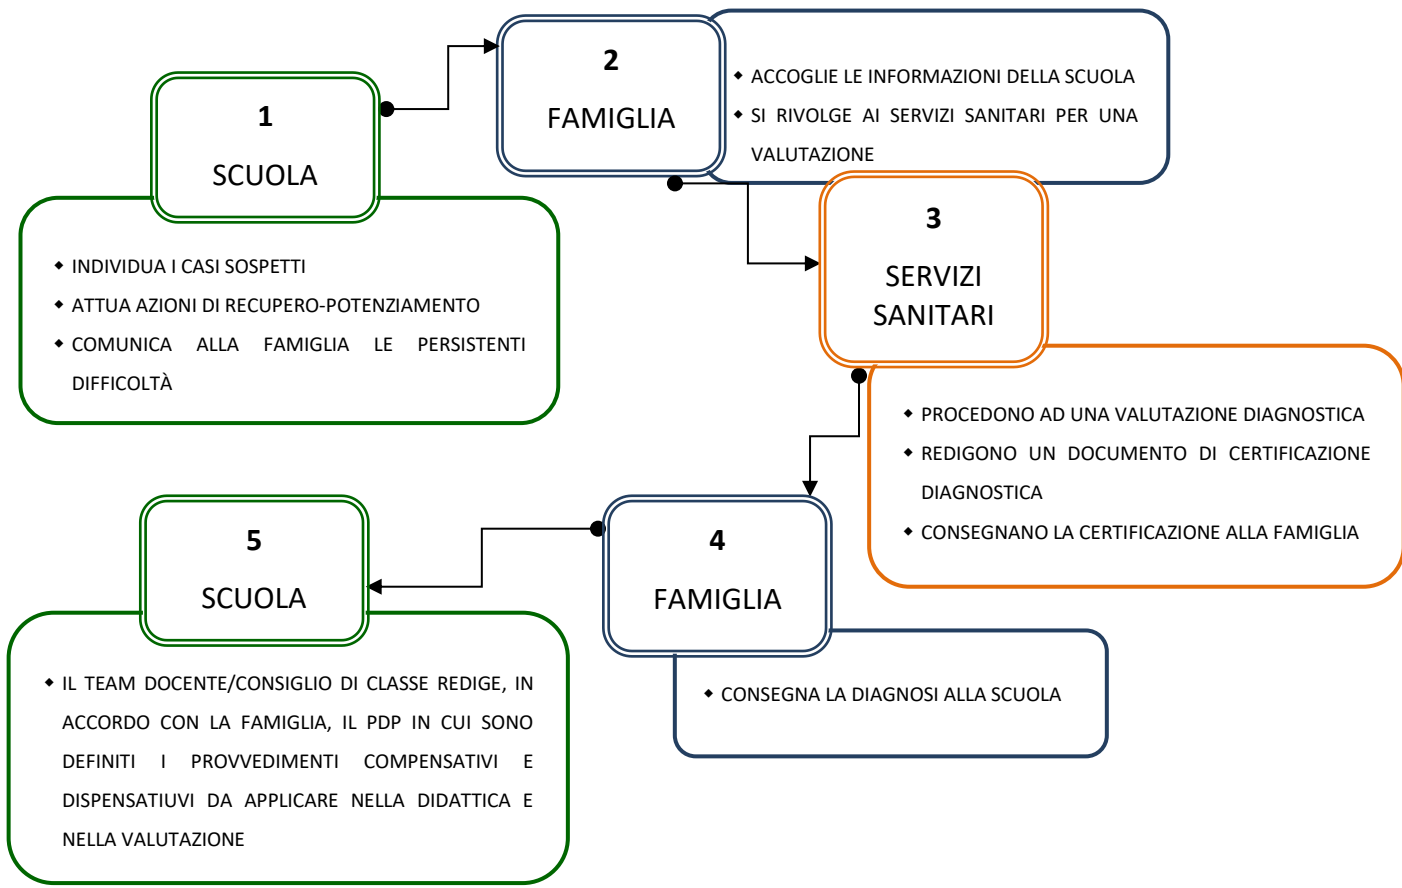 1
SCUOLA
◆ INDIVIDUA I CASI SOSPETTI
◆ ATTUA AZIONI DI RECUPERO-POTENZIAMENTO
◆ COMUNICA ALLA FAMIGLIA LE PERSISTENTI
DIFFICOLTÀ
2
FAMIGLIA
◆ ACCOGLIE LE INFORMAZIONI DELLA SCUOLA
◆ SI RIVOLGE AI SERVIZI SANITARI PER UNA
VALUTAZIONE
3
SERVIZI
SANITARI
◆ PROCEDONO AD UNA VALUTAZIONE DIAGNOSTICA
◆ REDIGONO UN DOCUMENTO DI CERTIFICAZIONE
DIAGNOSTICA
◆ CONSEGNANO LA CERTIFICAZIONE ALLA FAMIGLIA
4
FAMIGLIA
◆ CONSEGNA LA DIAGNOSI ALLA SCUOLA
5
SCUOLA
◆ IL TEAM DOCENTE/CONSIGLIO DI CLASSE REDIGE, IN
ACCORDO CON LA FAMIGLIA, IL PDP IN CUI SONO
DEFINITI I PROVVEDIMENTI COMPENSATIVI E
DISPENSATIUVI DA APPLICARE NELLA DIDATTICA E
NELLA VALUTAZIONE